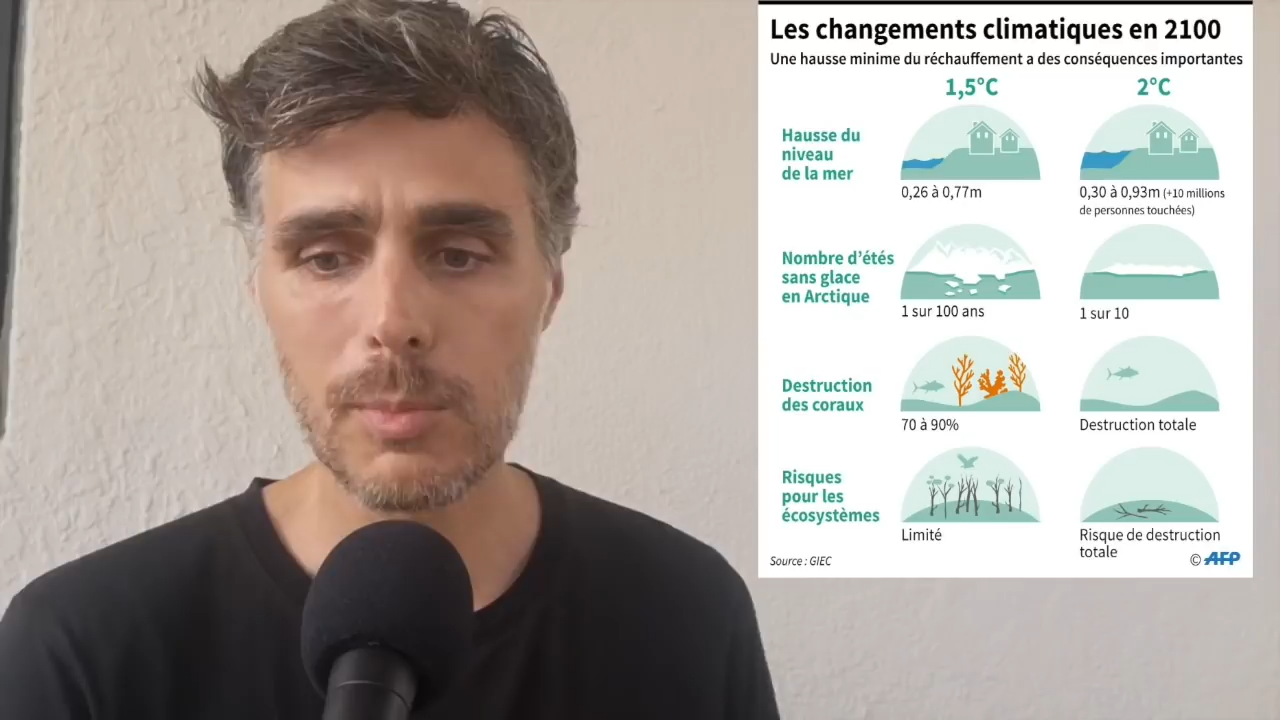 Les changements climatiques en 2100
Une hausse minime du réchauffement a des conséquences importantes
1,5°C 2°C
Hausse du
niveau
de la mer
0,26 à 0,77m
0,30 à 0,93m (+10 millions
de personnes touchées)
Nombre d'étés
sans glace
en Arctique
1 sur 100 ans
1 sur 10
Destruction
des coraux
70 à 90%
Destruction totale
Risques
pour les
écosystèmes
Limité
Risque de destruction
totale
Source : GIEC
© AFP